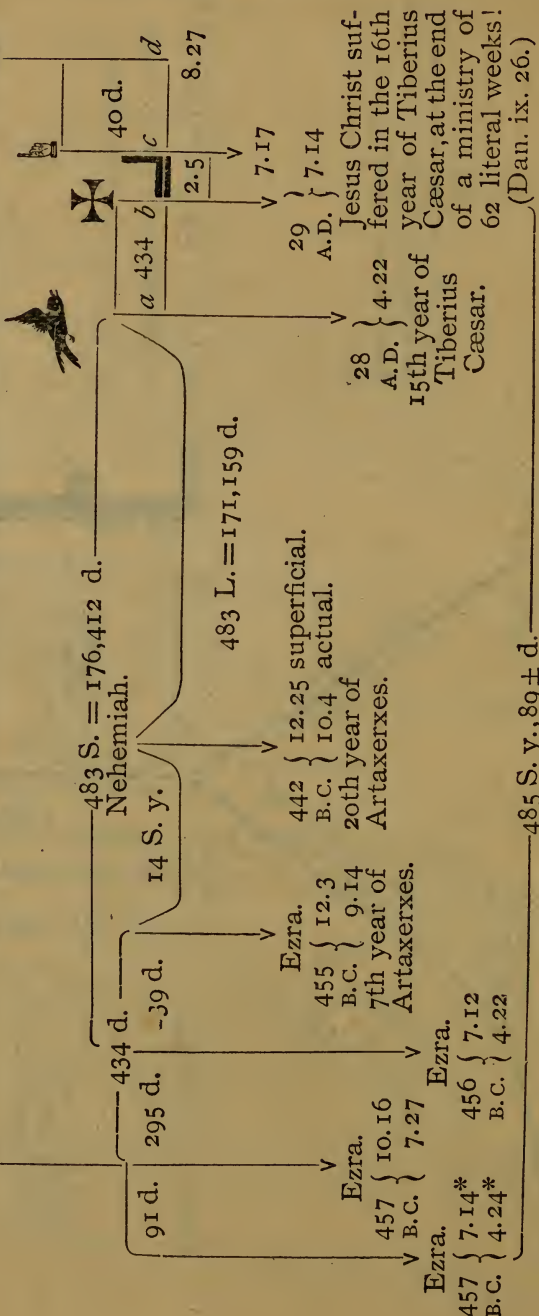 40 d.
a 434 b c d
2.5
8.27
7.17
29 } 7.14
A.D.
Jesus Christ suf-
fered in the 16th
year of Tiberius
Cæsar, at the end
of a ministry of
62 literal weeks!
(Dan. ix. 26.)
28 } 4.22
A.D.
15th year of
Tiberius
Cæsar.
483 S. = 176,412 d.
Nehemiah.
483 L. = 171,159 d.
14 S. y.
442 { 12.25 superficial.
B.C. { 10.4 actual.
20th year of
Artaxerxes.
434 d.
-39 d.
Ezra.
455 { 12.3
B.C. { 9.14
7th year of
Artaxerxes.
295 d.
Ezra.
456 } 7.12
B.C. { 4.22
91 d.
Ezra.
457 } 10.16
B.C. { 7.27
Ezra.
457 } 7.14*
B.C. { 4.24*
485 S. y., 89± d.